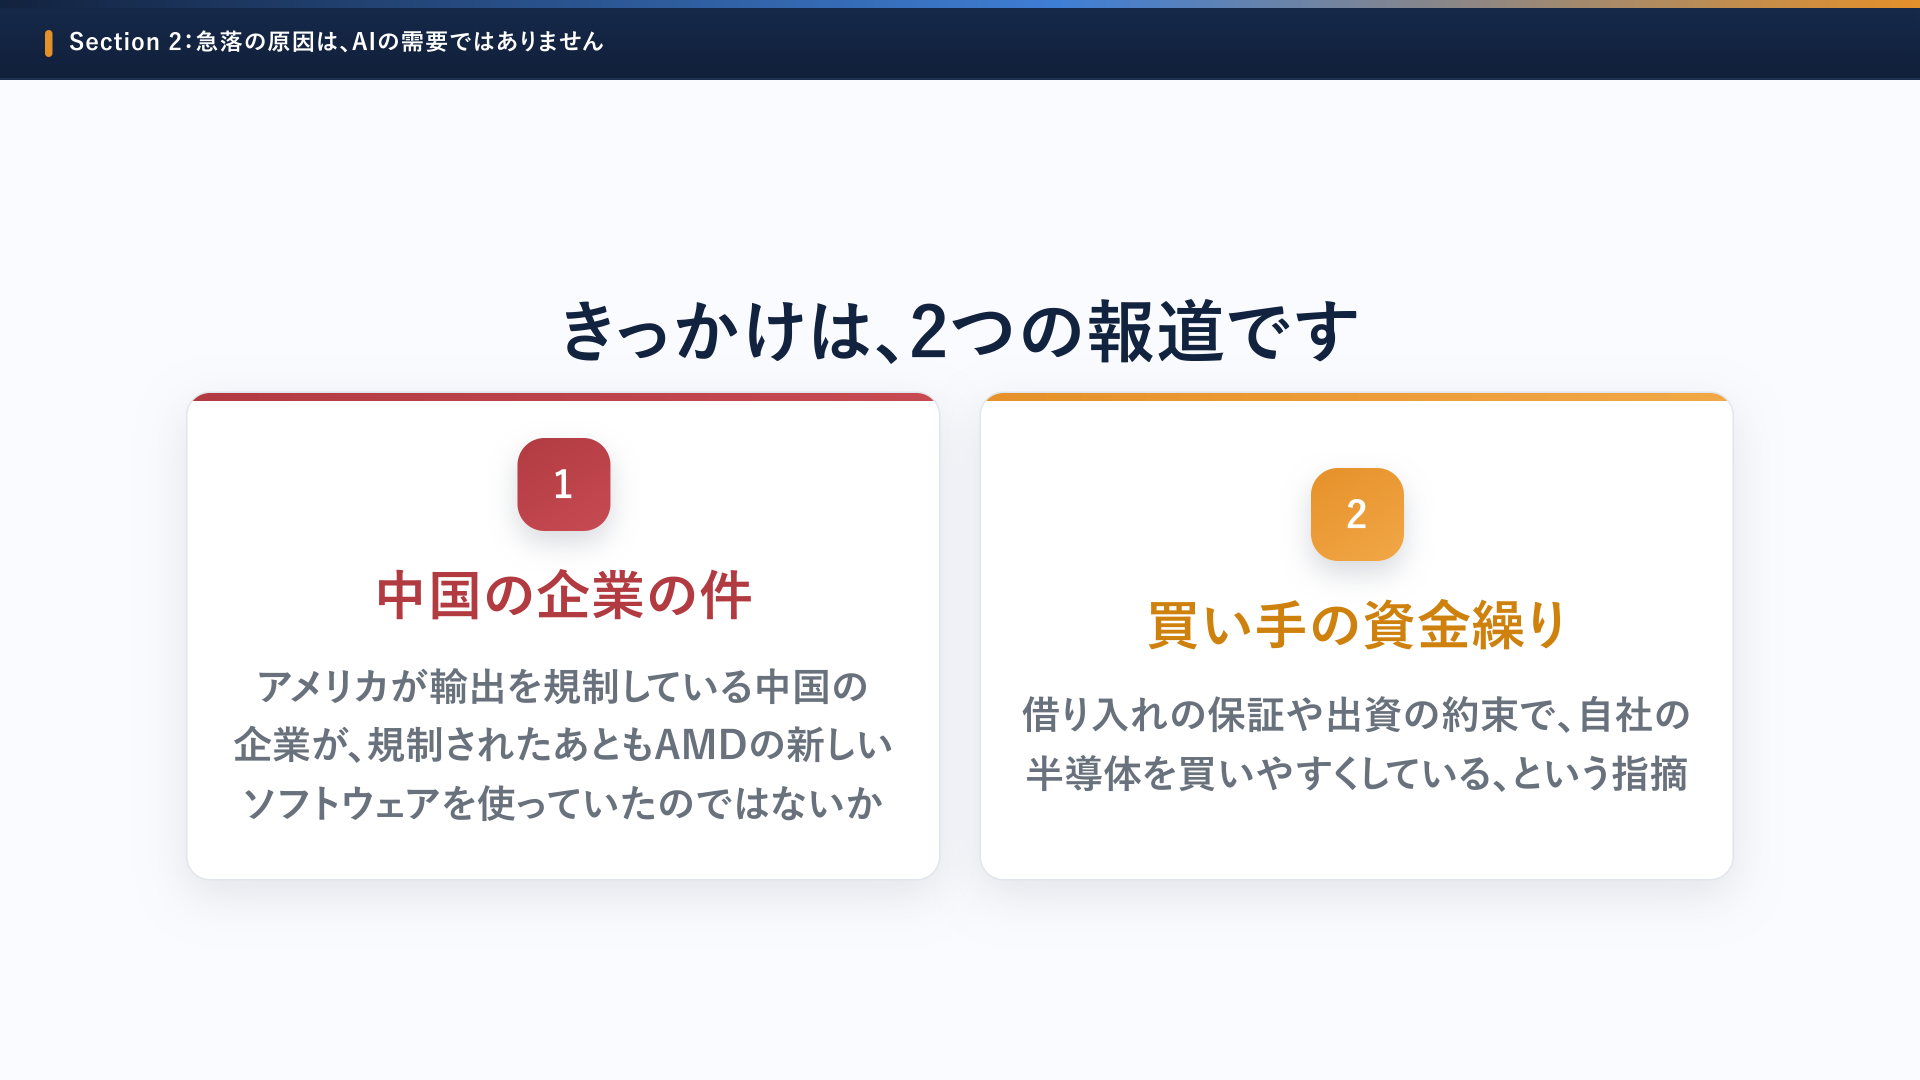 Section 2：急落の原因は、AIの需要ではありません
きっかけは、2つの報道です
1
中国の企業の件
アメリカが輸出を規制している中国の
企業が、規制されたあともAMDの新しい
ソフトウェアを使っていたのではないか
2
買い手の資金繰り
借り入れの保証や出資の約束で、自社の
半導体を買いやすくしている、という指摘